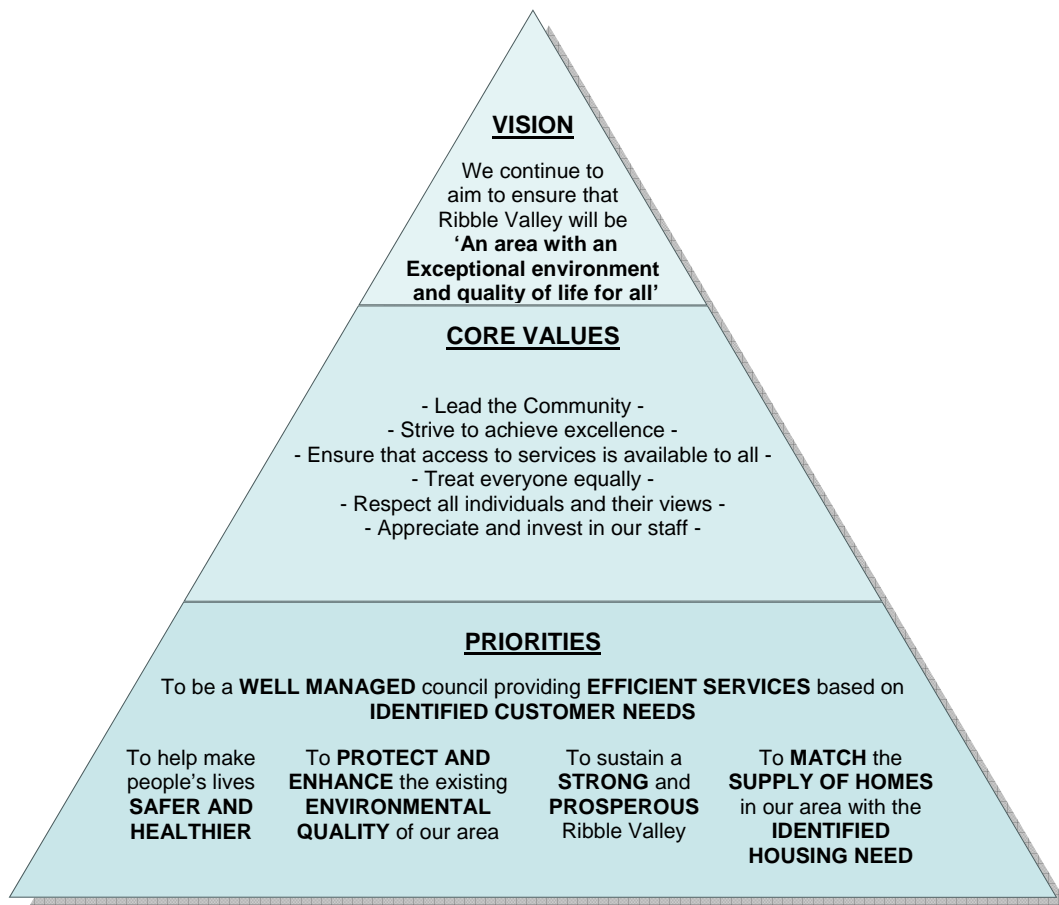 VISION
We continue to
aim to ensure that
Ribble Valley will be
‘An area with an
Exceptional environment
and quality of life for all’
CORE VALUES
- Lead the Community -
- Strive to achieve excellence -
- Ensure that access to services is available to all -
- Treat everyone equally -
- Respect all individuals and their views -
- Appreciate and invest in our staff -
PRIORITIES
To be a WELL MANAGED council providing EFFICIENT SERVICES based on
IDENTIFIED CUSTOMER NEEDS
To help make
people’s lives
SAFER AND
HEALTHIER
To PROTECT AND
ENHANCE the existing
ENVIRONMENTAL
QUALITY of our area
To sustain a
STRONG and
PROSPEROUS
Ribble Valley
To MATCH the
SUPPLY OF HOMES
in our area with the
IDENTIFIED
HOUSING NEED